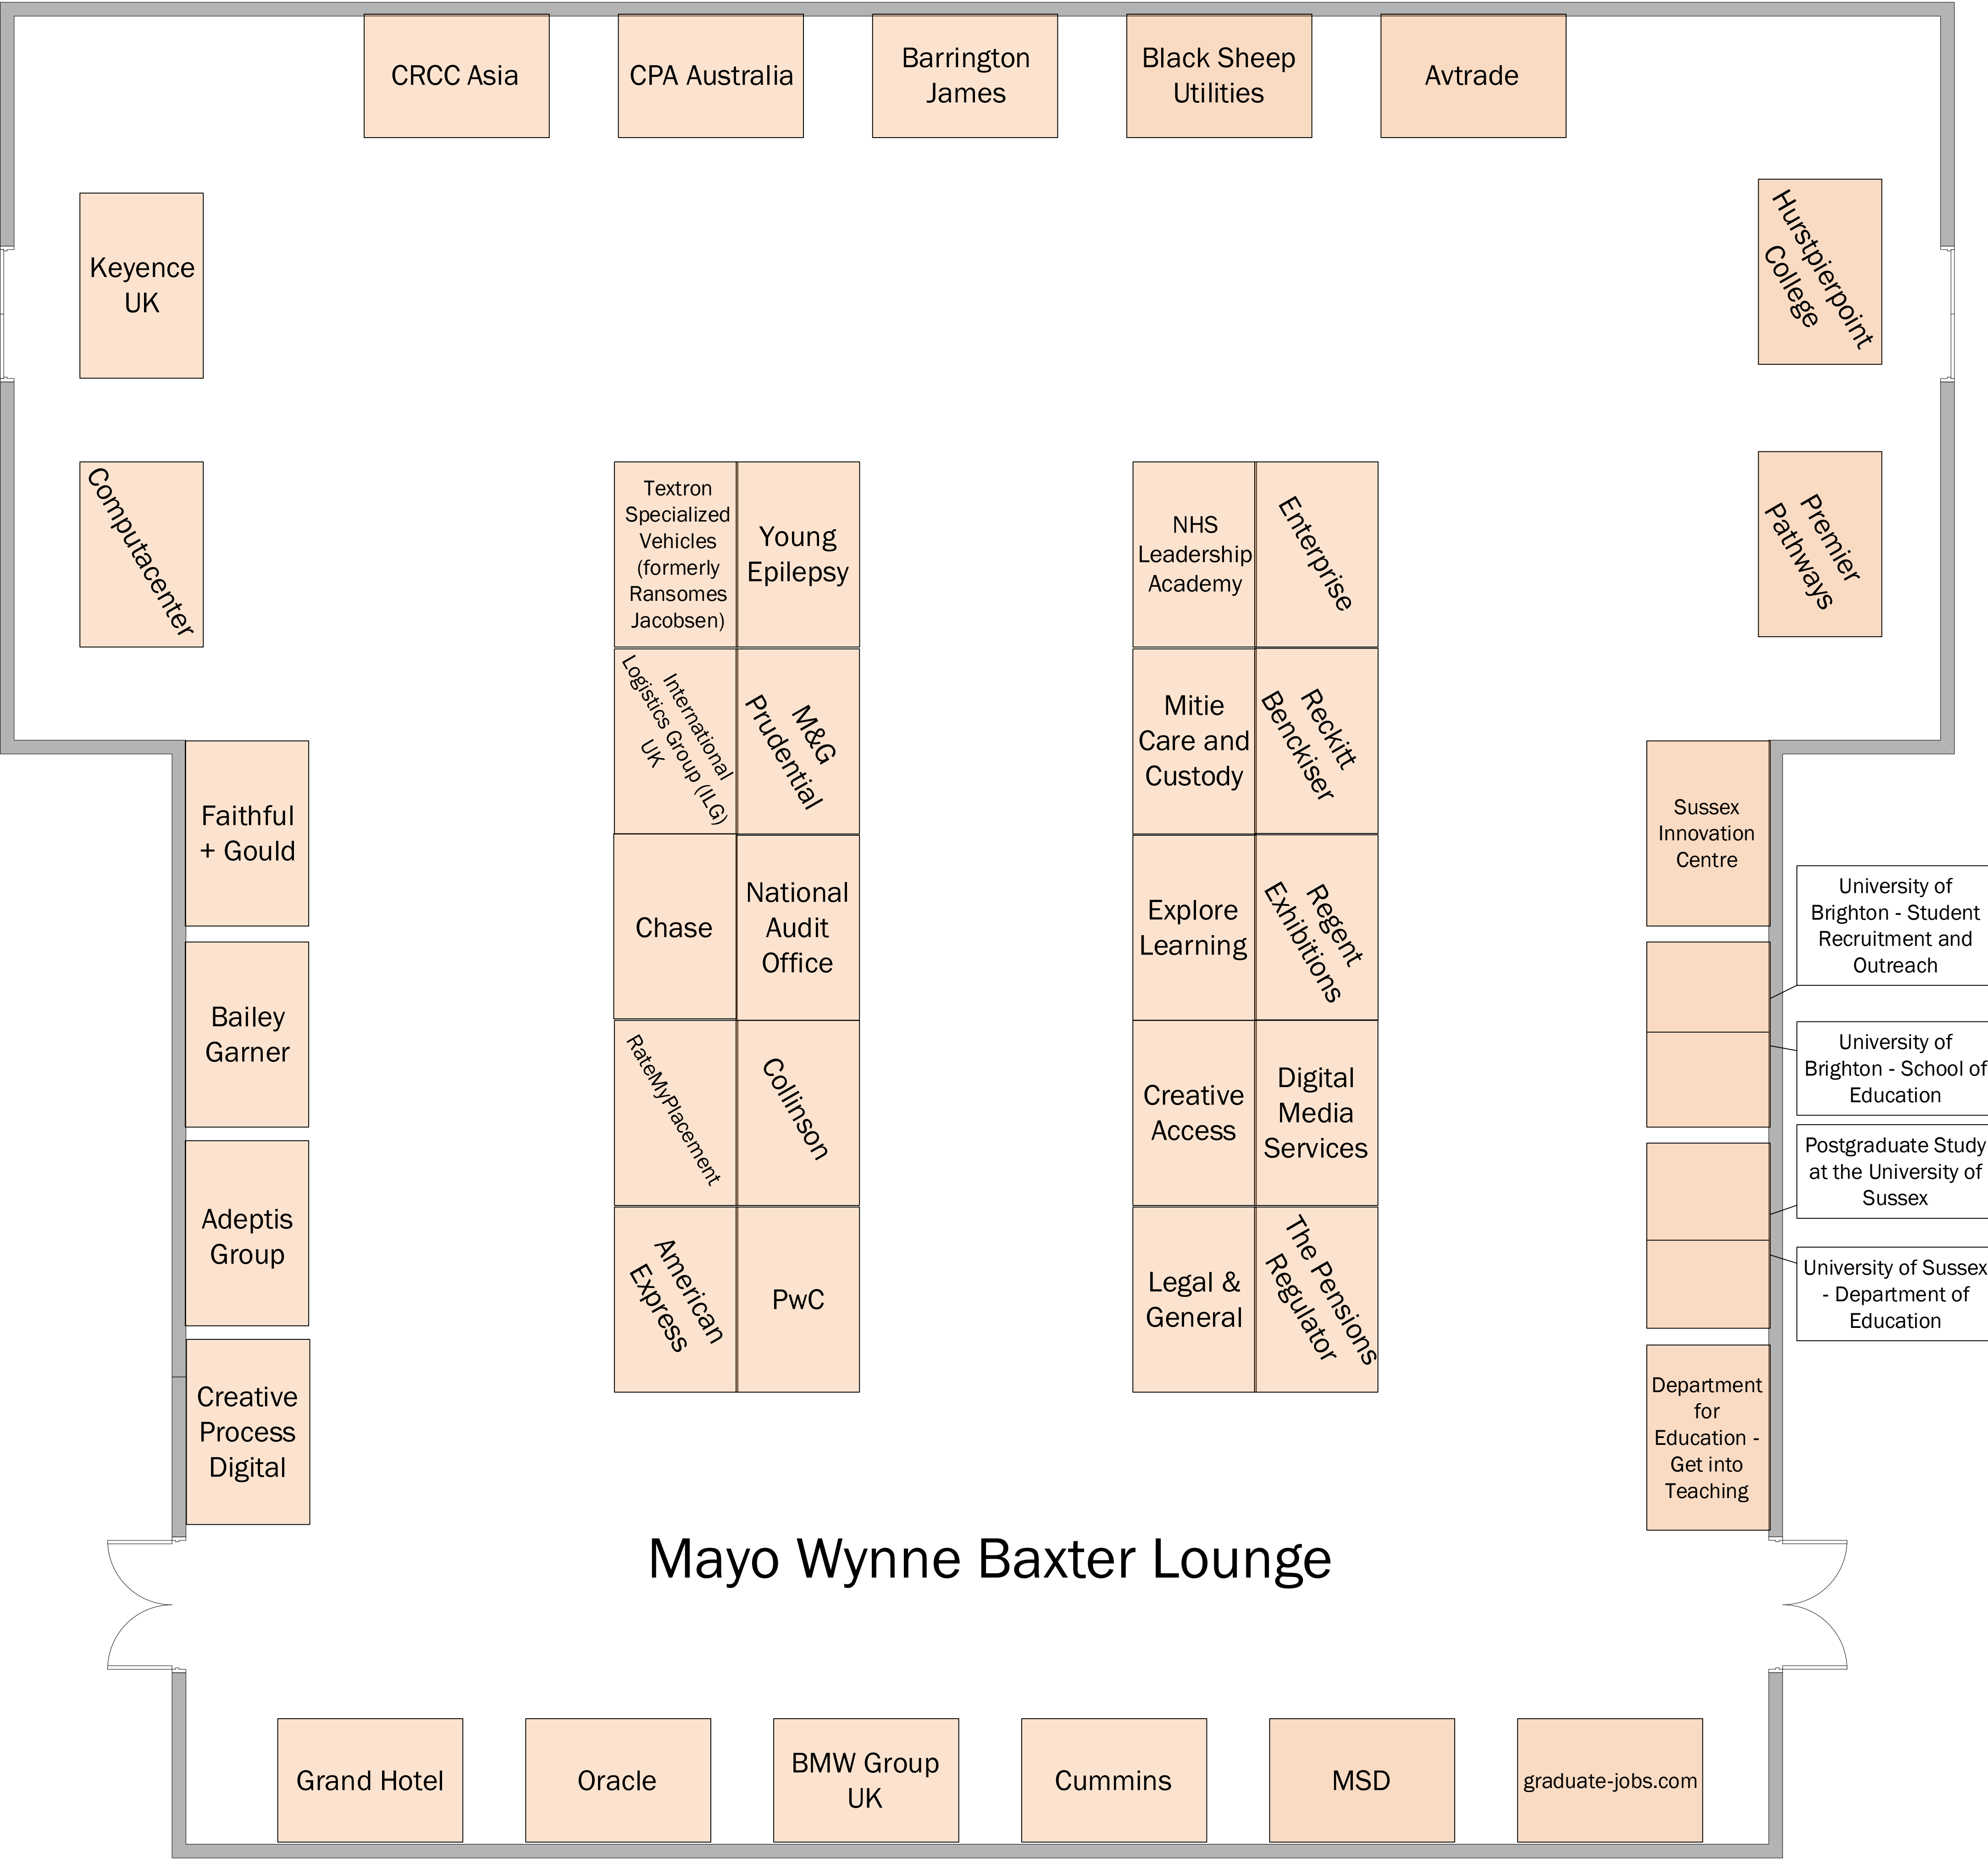 CRCC Asia
CPA Australia
Barrington
James
Black Sheep
Utilities
Avtrade
Keyence
UK
Hurstpierpoint
College
Computacenter
Textron
Specialized
Vehicles
(formerly
Ransomes
Jacobsen)
Young
Epilepsy
NHS
Leadership
Academy
Enterprise
Premier
Pathways
International
Logistics Group (ILG)
UK
M&G
Prudential
Mitie
Care and
Custody
Reckitt
Benckiser
Faithful
+ Gould
Chase
National
Audit
Office
Explore
Learning
Regent
Exhibitions
Sussex
Innovation
Centre
University of
Brighton - Student
Recruitment and
Outreach
Bailey
Garner
RateMyPlacement
Collinson
Creative
Access
Digital
Media
Services
University of
Brighton - School of
Education
Postgraduate Study
at the University of
Sussex
Adeptis
Group
American
Express
PwC
Legal &
General
The Pensions
Regulator
University of Sussex
- Department of
Education
Creative
Process
Digital
Department
for
Education -
Get into
Teaching
Mayo Wynne Baxter Lounge
Grand Hotel
Oracle
BMW Group
UK
Cummins
MSD
graduate-jobs.com